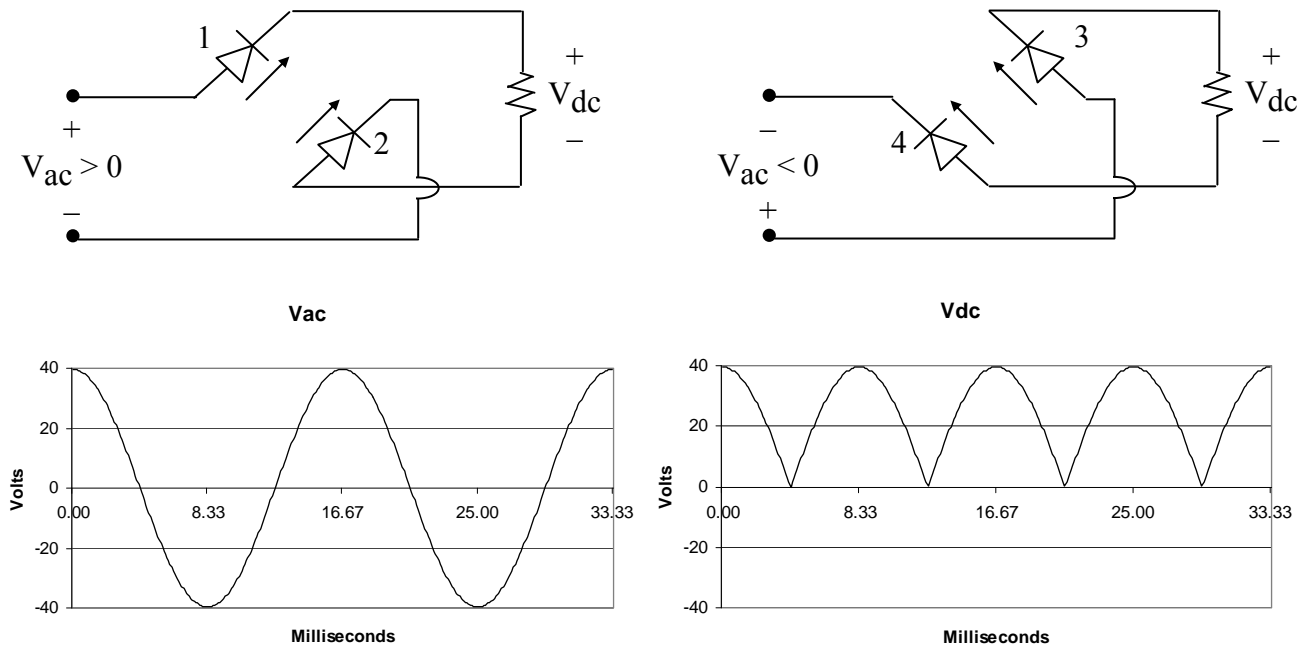 1
2
+
Vdc
−
+
Vac > 0
−
3
4
+
Vdc
−
−
Vac < 0
+
Vac
40
20
0
-20
-40
Volts
0.00 8.33 16.67 25.00 33.33
Milliseconds
Vdc
40
20
0
-20
-40
Volts
0.00 8.33 16.67 25.00 33.33
Milliseconds